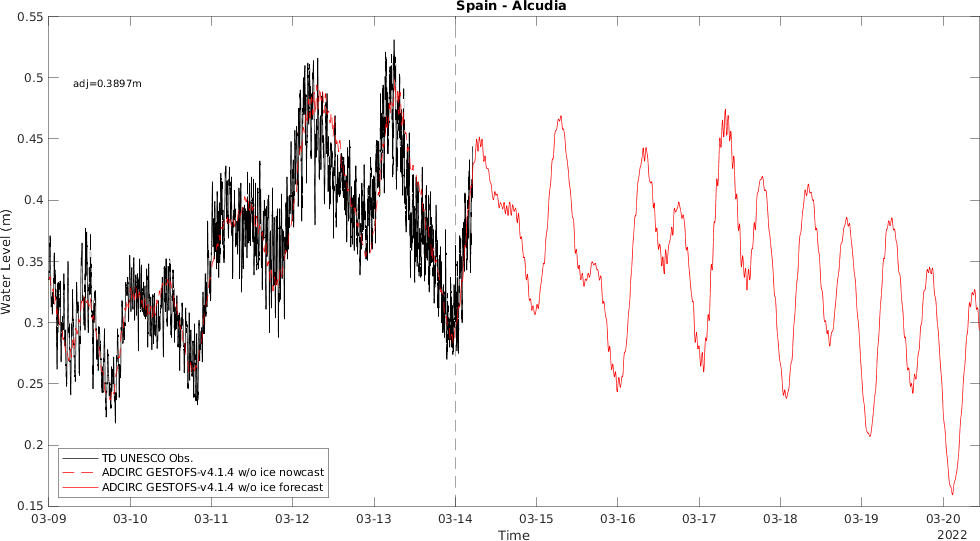 Spain - Alcudia
0.55
0.5
0.45
0.4
0.35
0.3
0.25
0.2
0.15
Water Level (m)
adj=0.3897m
TD UNESCO Obs.
ADCIRC GESTOFS-v4.1.4 w/o ice nowcast
ADCIRC GESTOFS-v4.1.4 w/o ice forecast
03-09 03-10 03-11 03-12 03-13 03-14 03-15 03-16 03-17 03-18 03-19 03-20
Time
2022